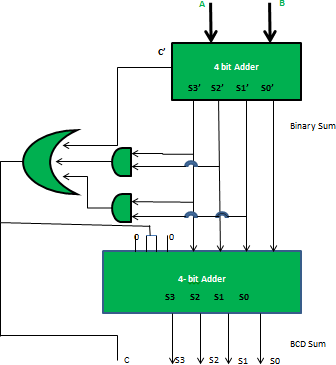 A B
C'
4 bit Adder
S3' S2' S1' S0'
Binary Sum
0 0
4- bit Adder
S3 S2 S1 S0
BCD Sum
C S3 S2 S1 S0